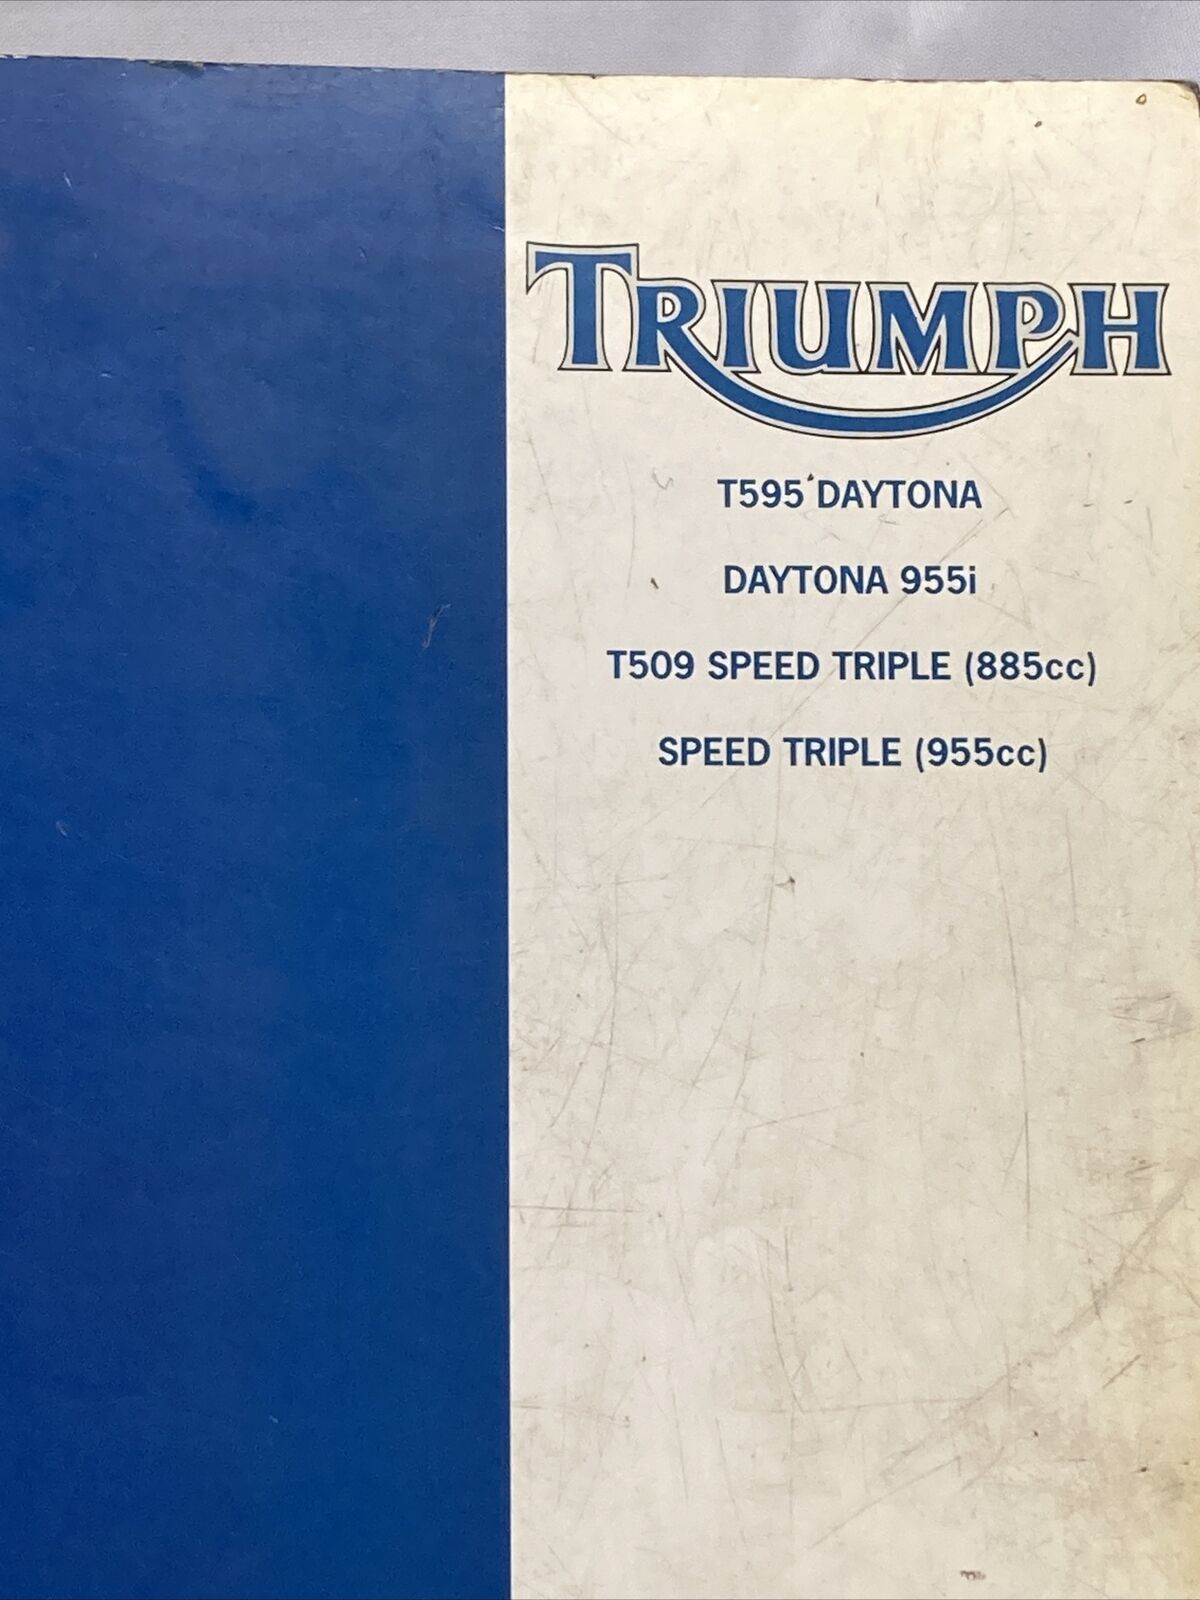 TRIUMPH
T595 DAYTONA
DAYTONA 955i
T509 SPEED TRIPLE (885cc)
SPEED TRIPLE (955cc)